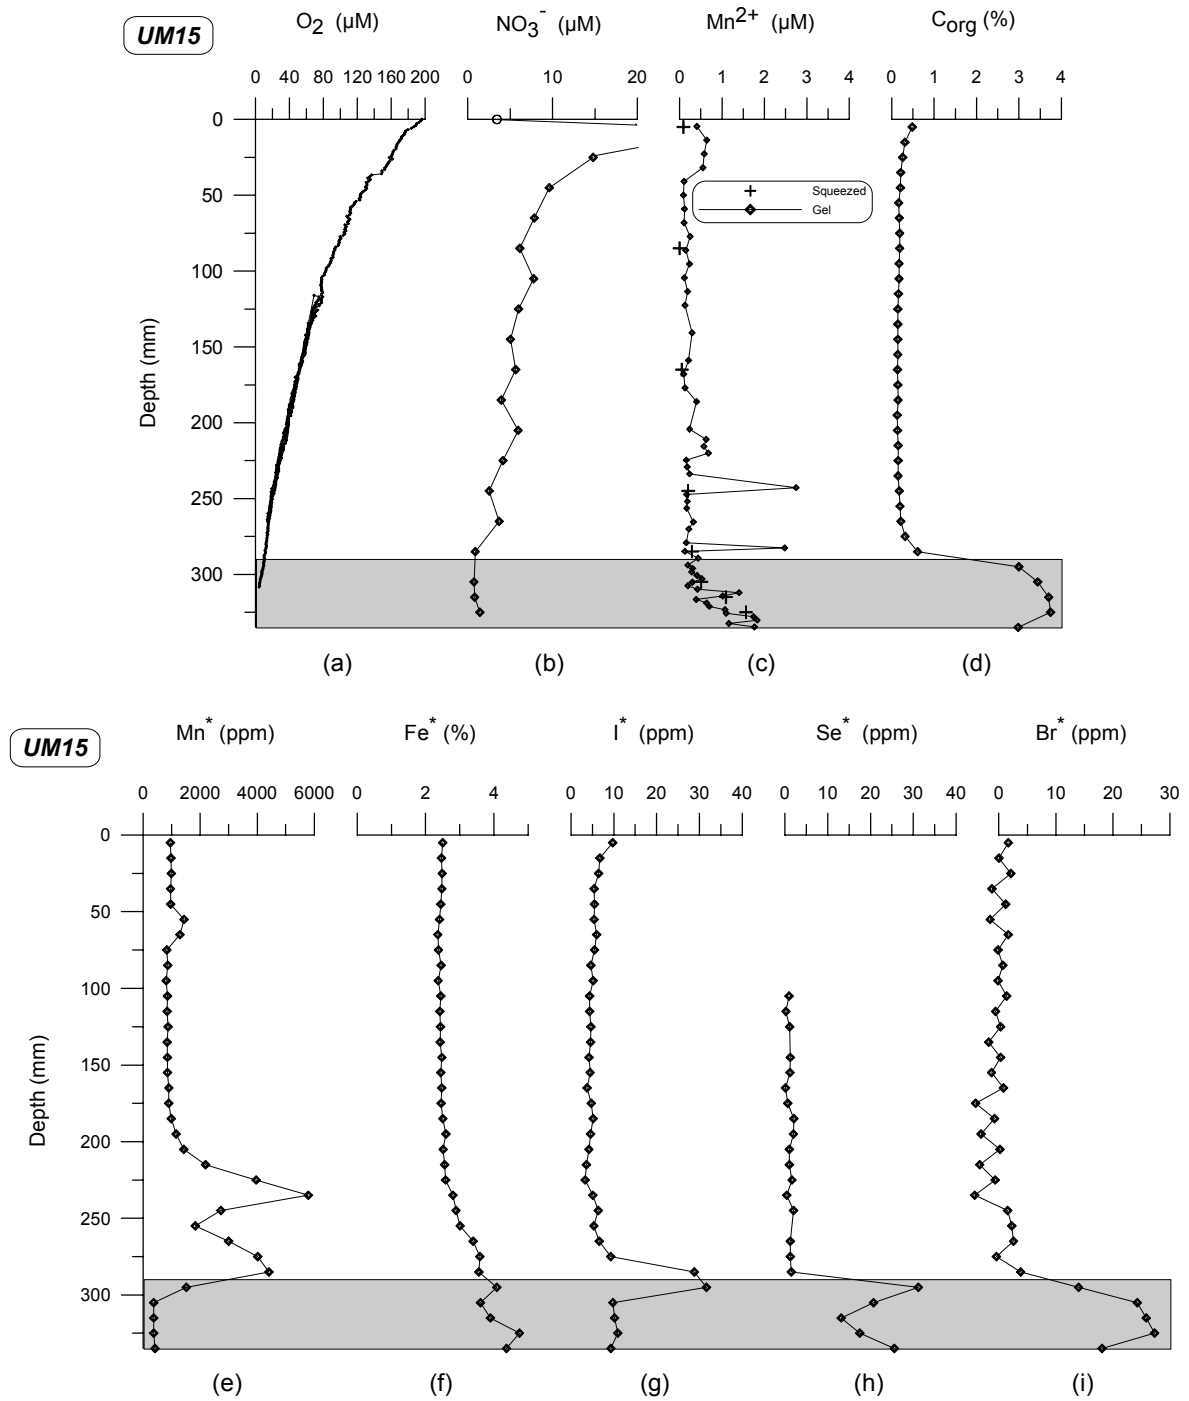 UM15
O2 (µM) NO3- (µM) Mn2+ (µM) Corg (%)
0 40 80 120 160 200 0 10 20 0 1 2 3 4 0 1 2 3 4
0
50
100
150
200
250
300
Depth (mm)
Squeezed
Gel
(a) (b) (c) (d)
UM15
Mn* (ppm) Fe* (%) I* (ppm) Se* (ppm) Br* (ppm)
0 2000 4000 6000 0 2 4 0 10 20 30 40 0 10 20 30 40 0 10 20 30
0
50
100
150
200
250
300
Depth (mm)
(e) (f) (g) (h) (i)